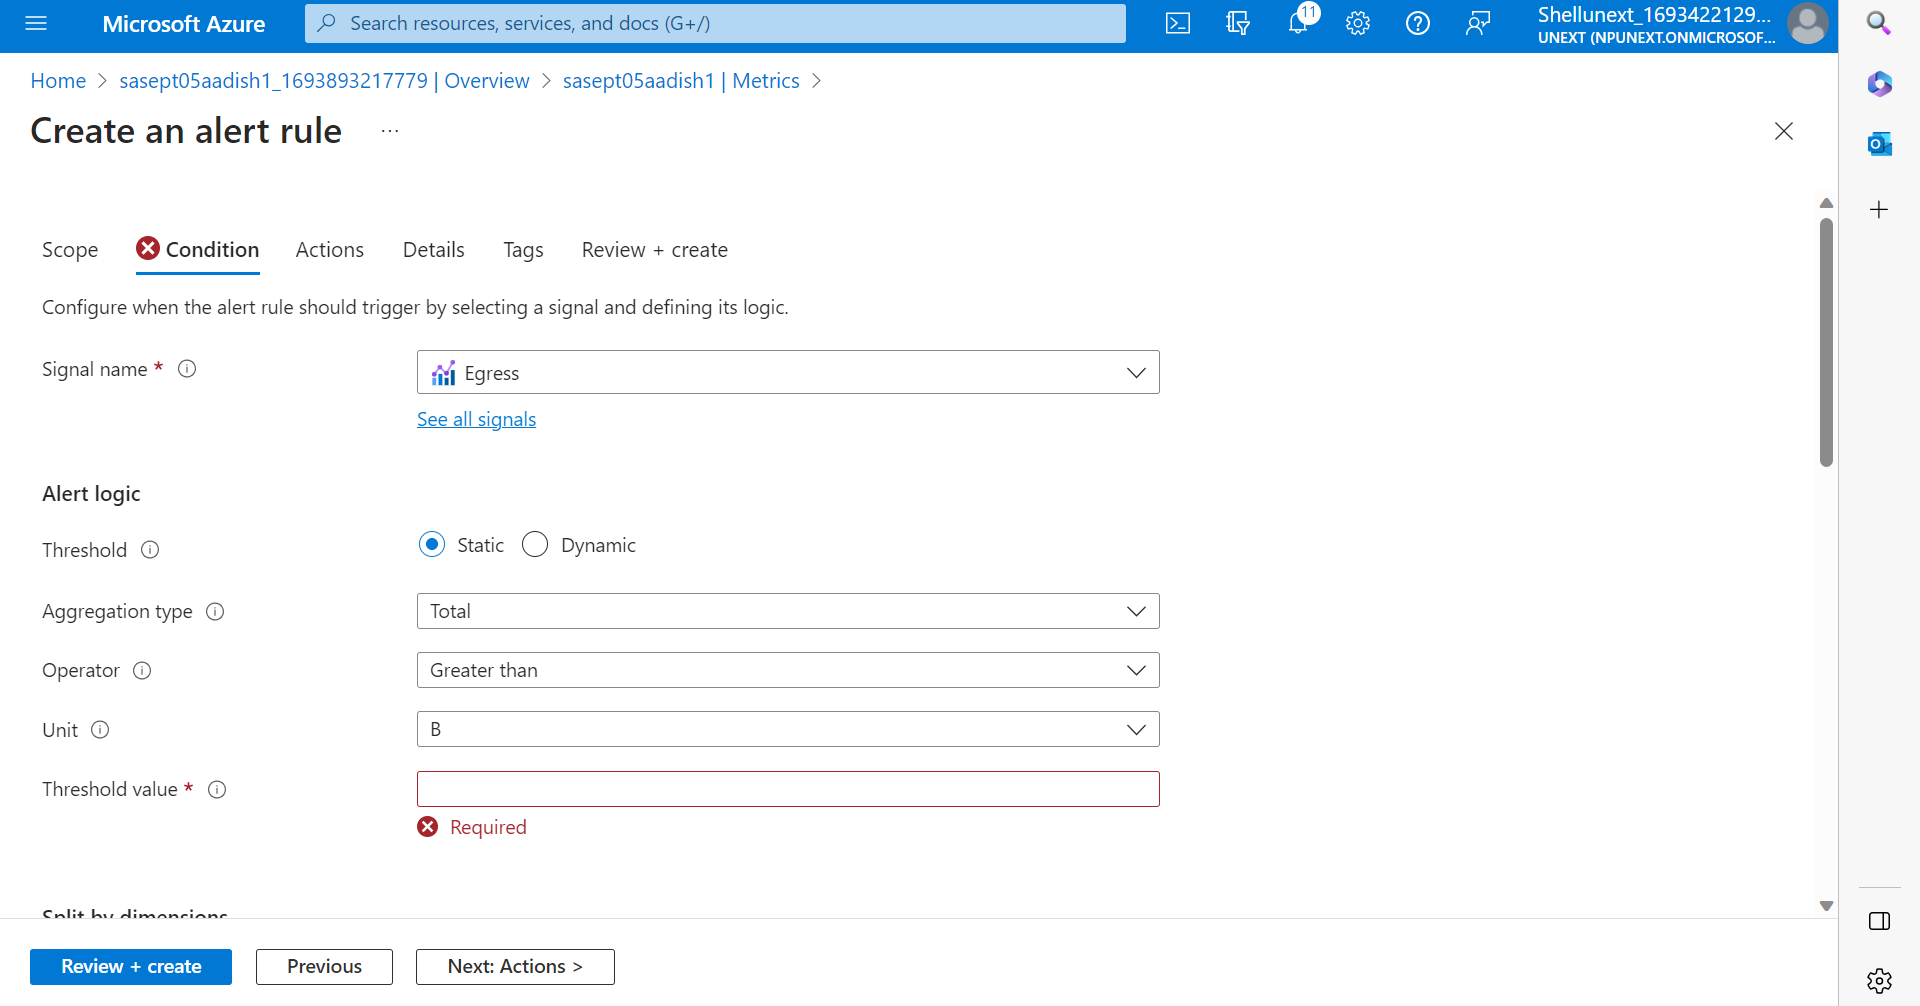 Microsoft Azure
Search resources, services, and docs (G+/)
11
Shellunext_1693422129...
UNEXT (NPUNEXT.ONMICROSOF...
Home > sasept05aadish1_1693893217779 | Overview > sasept05aadish1 | Metrics >
Create an alert rule ...
Scope Condition Actions Details Tags Review + create
Configure when the alert rule should trigger by selecting a signal and defining its logic.
Signal name * Egress
See all signals
Alert logic
Threshold Static Dynamic
Aggregation type Total
Operator Greater than
Unit B
Threshold value *
Required
Split by dimensions
Review + create Previous Next: Actions >